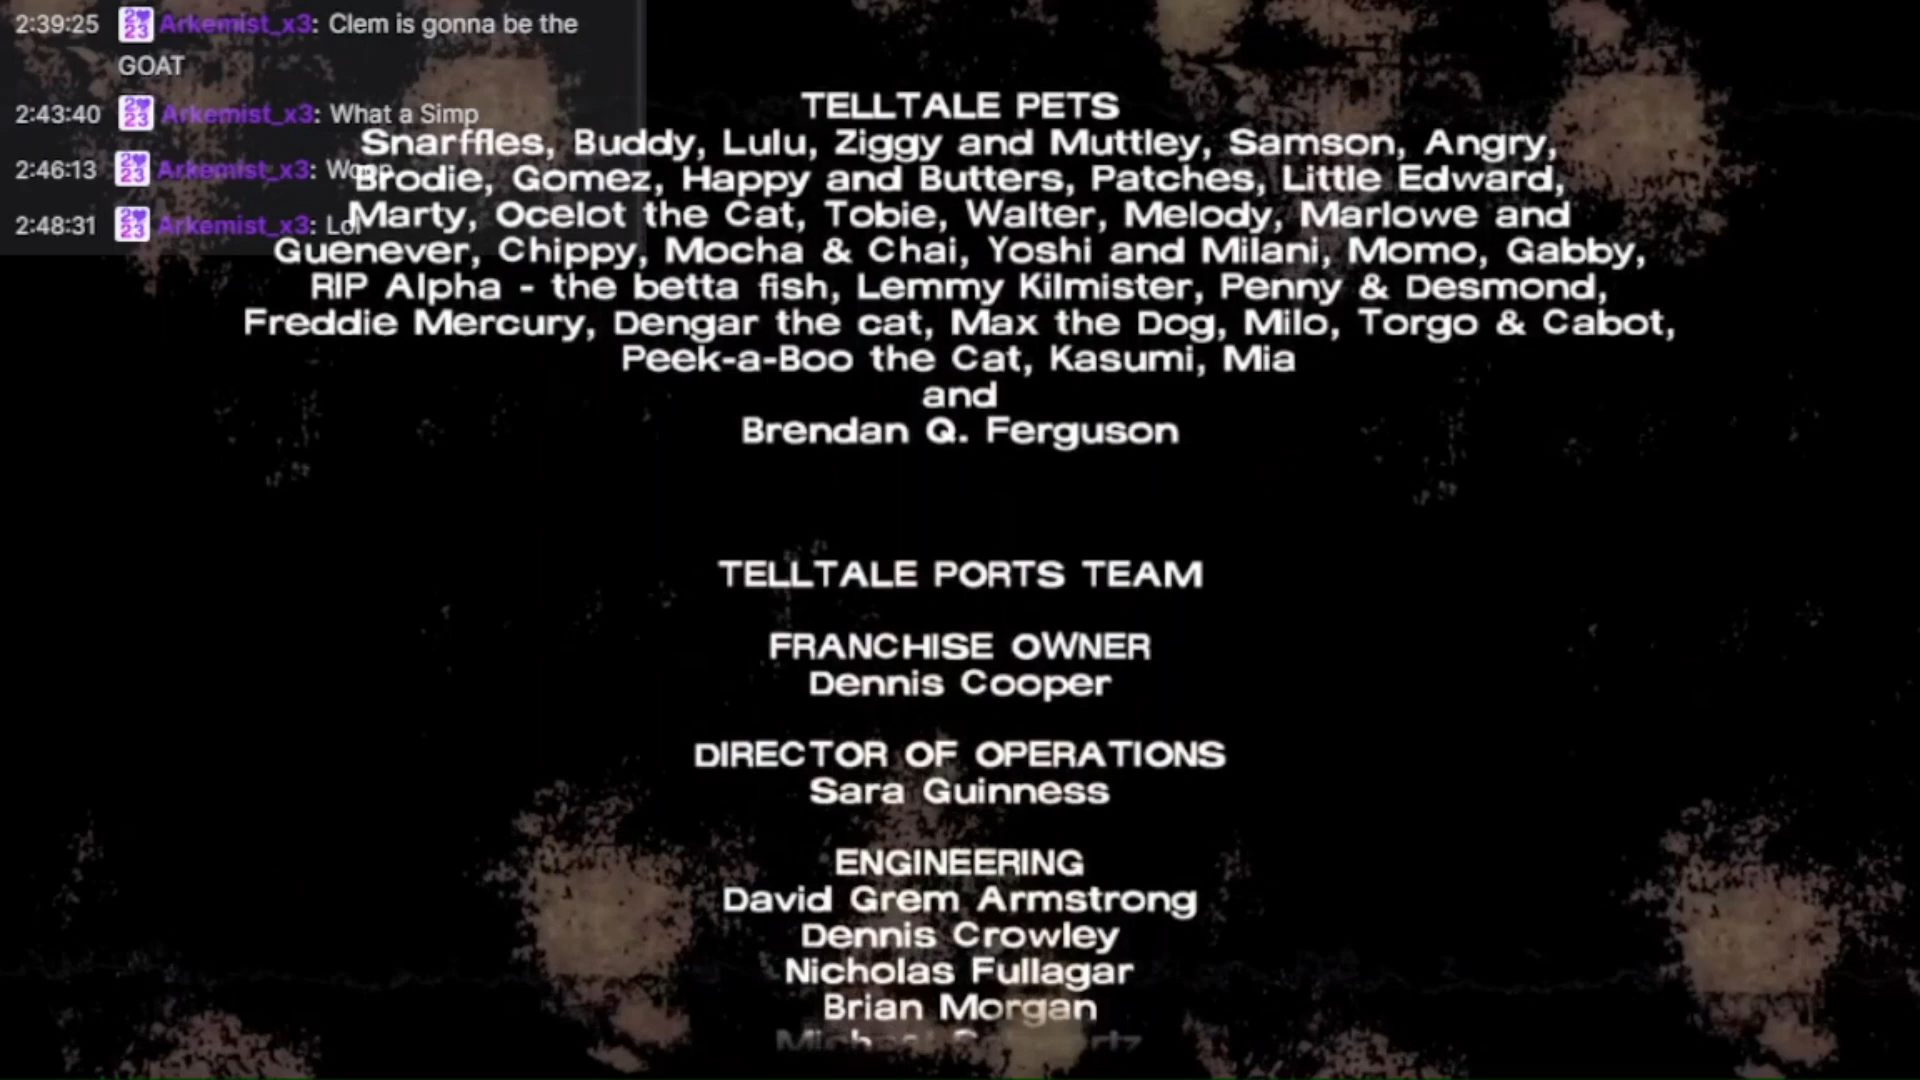 2:39:25 Arkemist_x3: Clem is gonna be the
GOAT
2:43:40 Arkemist_x3: What a Simp
2:46:13 Arkemist_x3:
2:48:31 Arkemist_x3: Lol
TELLTALE PETS
Snarffles, Buddy, Lulu, Ziggy and Muttley, Samson, Angry,
Brodie, Gomez, Happy and Butters, Patches, Little Edward,
Marty, Ocelot the Cat, Tobie, Walter, Melody, Marlowe and
Guenever, Chippy, Mocha & Chai, Yoshi and Milani, Momo, Gabby,
RIP Alpha - the betta fish, Lemmy Kilmister, Penny & Desmond,
Freddie Mercury, Dengar the cat, Max the Dog, Milo, Torgo & Cabot,
Peek-a-Boo the Cat, Kasumi, Mia
and
Brendan Q. Ferguson
TELLTALE PORTS TEAM
FRANCHISE OWNER
Dennis Cooper
DIRECTOR OF OPERATIONS
Sara Guinness
ENGINEERING
David Grem Armstrong
Dennis Crowley
Nicholas Fullagar
Brian Morgan